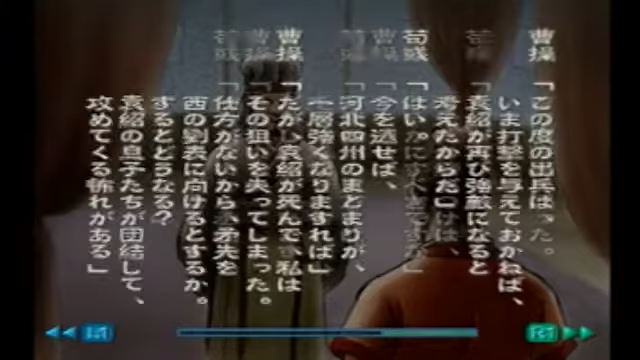 曹操「この度の出兵は、
いま打撃を与えておかねば、
「袁紹が再び強敵になると
考えたからだ」
荀彧「はい。
「今を逃せば、
「河北四州のまとまりが、
一層強くなりますれば」
曹操「だが、袁紹が死んで、私は
「その狙いを失ってしまった。
「仕方がないから、矛先を
西の劉表に向けるとするか。
するとどうなる?
袁紹の息子たちが団結して、
攻めてくる恐れがある」